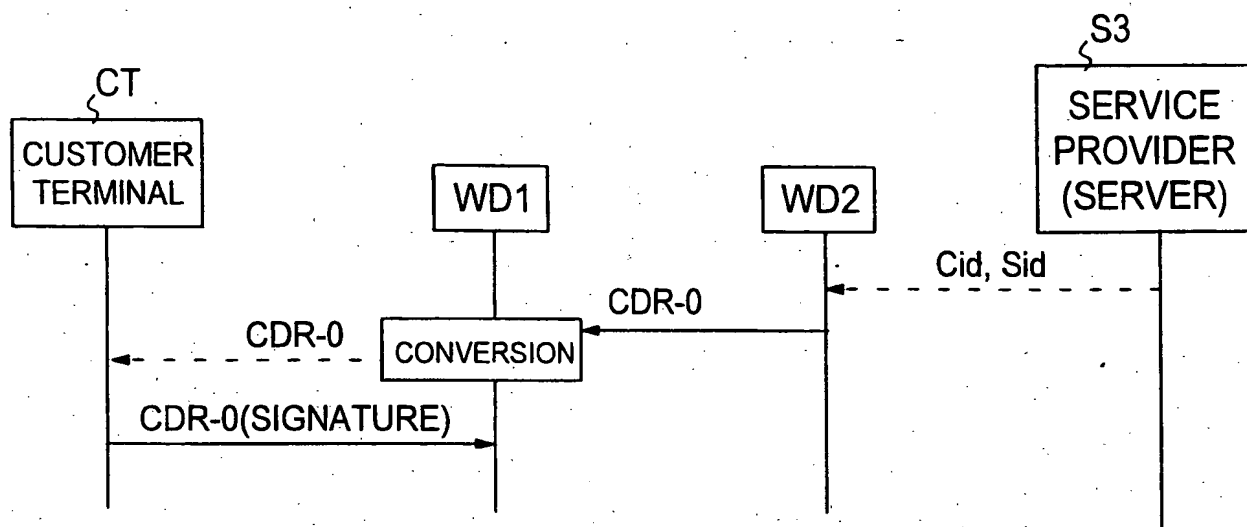 S3
CT
SERVICE
PROVIDER
(SERVER)
CUSTOMER
TERMINAL
WD1
WD2
Cid, Sid
CDR-0
CDR-0
CONVERSION
CDR-0(SIGNATURE)